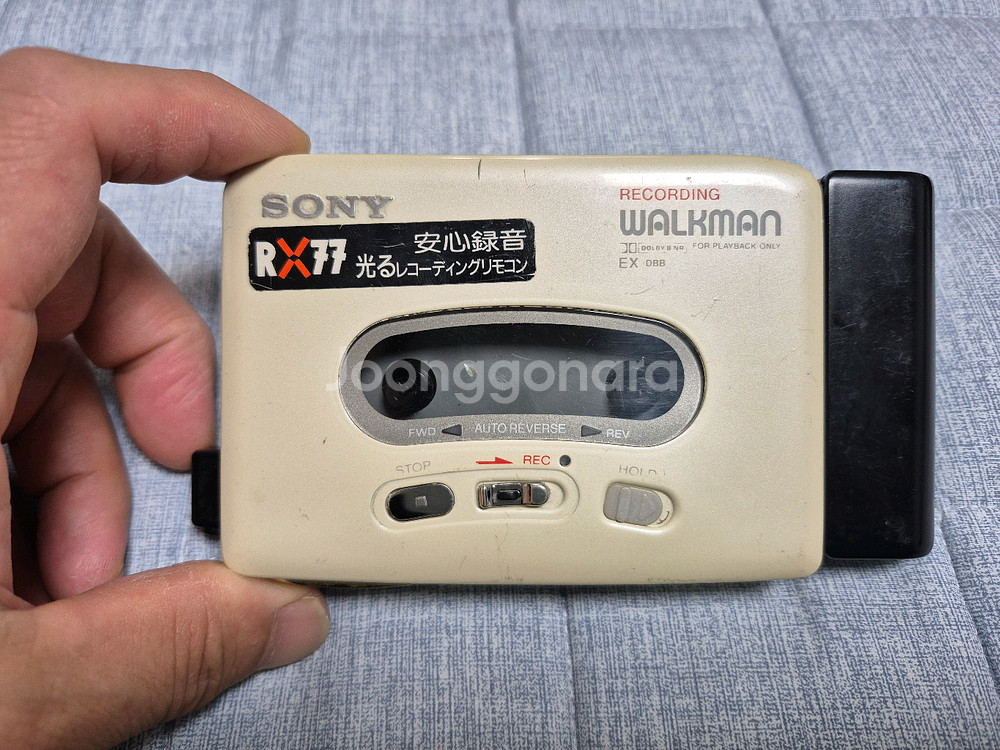 SONY
RX77 安心録音
光るレコーディングリモコン
RECORDING
WALKMAN
DOLBY B NR FOR PLAYBACK ONLY
EX DBB
Joonggonara
FWD AUTO REVERSE REV
STOP REC HOLD